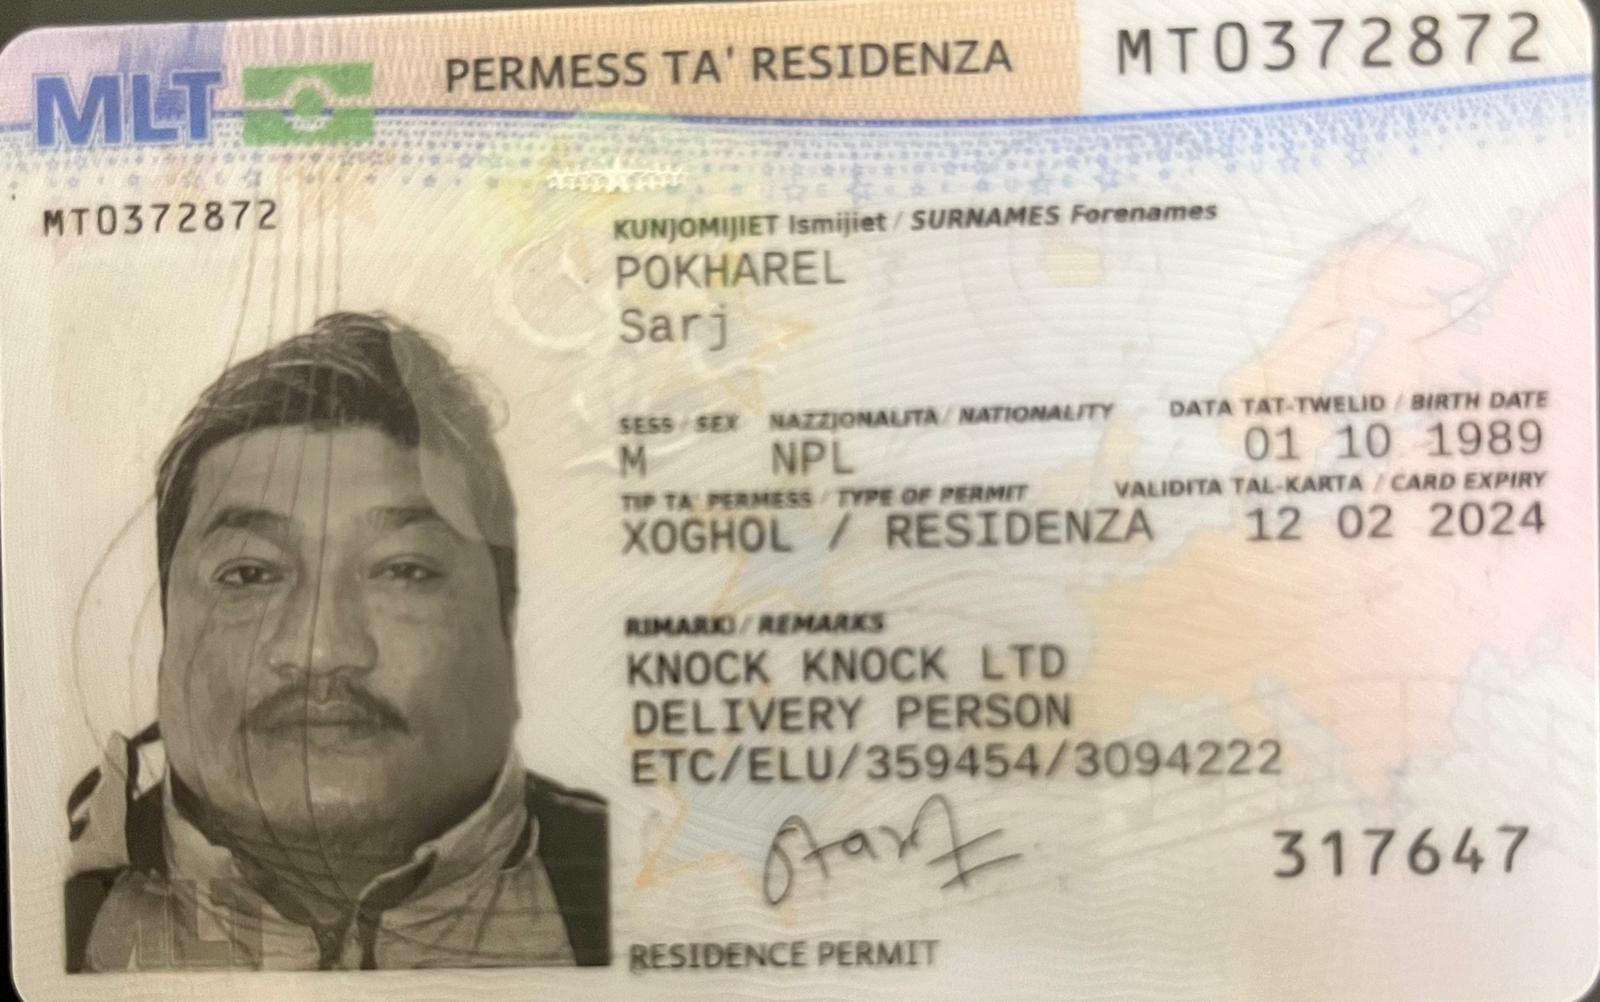 MLT
PERMESS TA' RESIDENZA
MT0372872
MT0372872
KUNJOMIJIET Ismijiet / SURNAMES Forenames
POKHAREL
Sarj
SESS / SEX NAZZJONALITA / NATIONALITY DATA TAT-TWELID / BIRTH DATE
M NPL 01 10 1989
TIP TA' PERMESS / TYPE OF PERMIT VALIDITA TAL-KARTA / CARD EXPIRY
XOGHOL / RESIDENZA 12 02 2024
RIMARKI / REMARKS
KNOCK KNOCK LTD
DELIVERY PERSON
ETC/ELU/359454/3094222
317647
RESIDENCE PERMIT